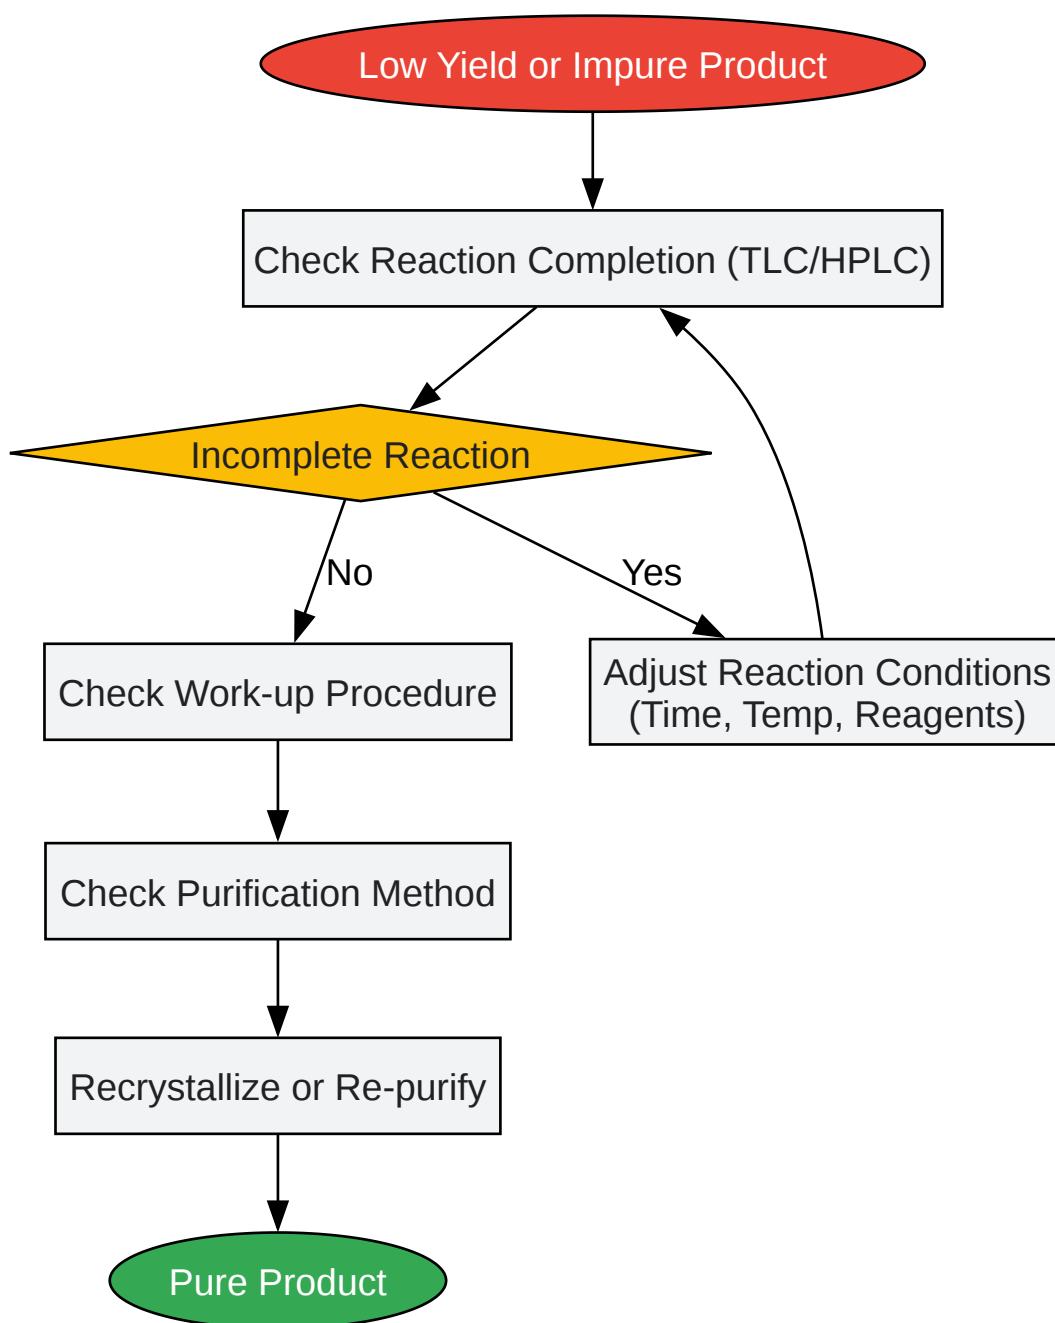 Low Yield or Impure Product
Check Reaction Completion (TLC/HPLC)
Incomplete Reaction
No
Yes
Check Work-up Procedure
Adjust Reaction Conditions
(Time, Temp, Reagents)
Check Purification Method
Recrystallize or Re-purify
Pure Product